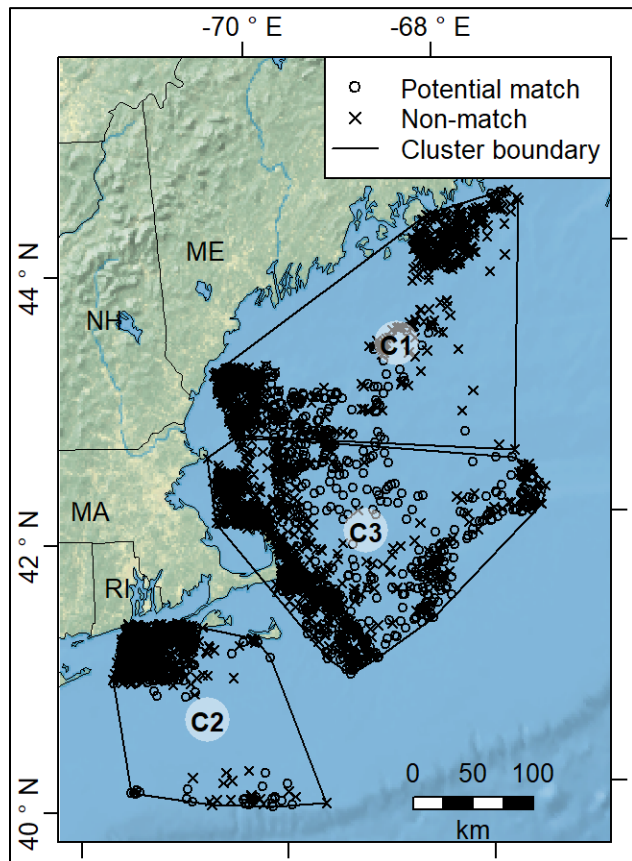 -70 ° E
-68 ° E
Potential match
Non-match
Cluster boundary
ME
44 ° N
NH
C1
MA
42 ° N
C3
RI
C2
0 50 100
km
40 ° N